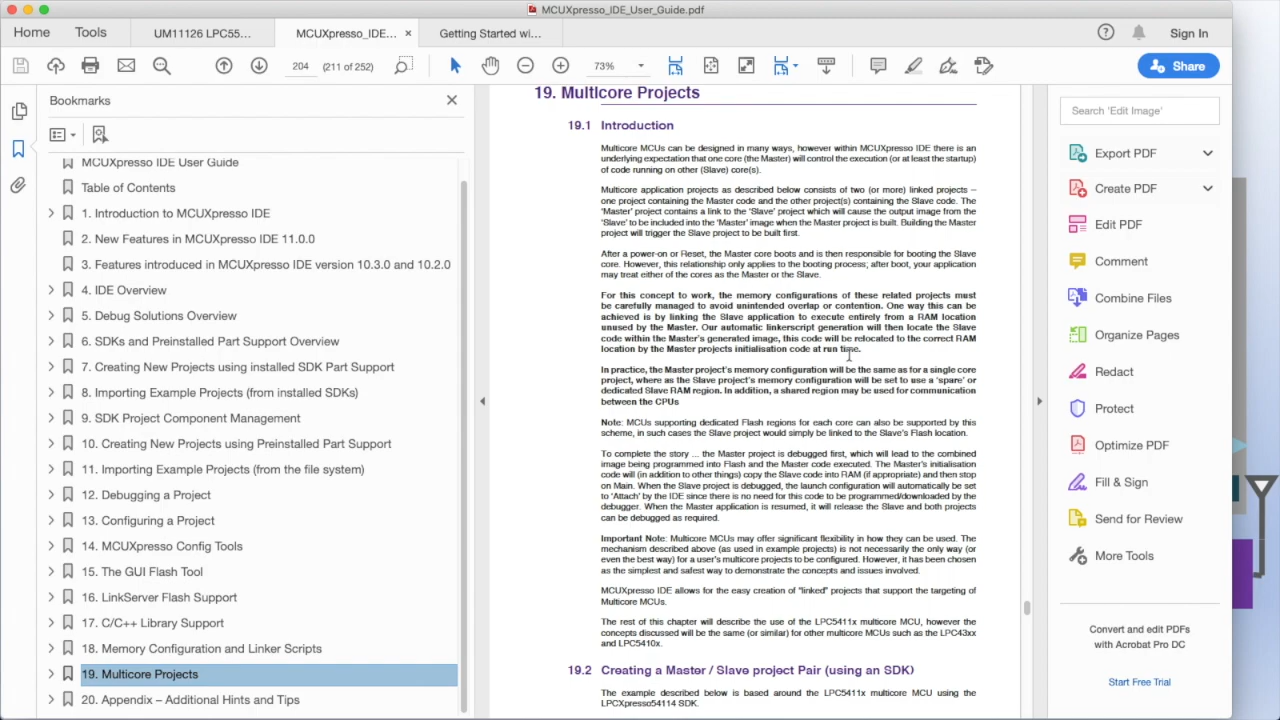 MCUXpresso_IDE_User_Guide.pdf
Home
Tools
UM11126 LPC55...
MCUXpresso_IDE...
Getting Started wi...
Sign In
204
(211 of 252)
73%
Share
Bookmarks
MCUXpresso IDE User Guide
Table of Contents
1. Introduction to MCUXpresso IDE
2. New Features in MCUXpresso IDE 11.0.0
3. Features introduced in MCUXpresso IDE version 10.3.0 and 10.2.0
4. IDE Overview
5. Debug Solutions Overview
6. SDKs and Preinstalled Part Support Overview
7. Creating New Projects using installed SDK Part Support
8. Importing Example Projects (from installed SDKs)
9. SDK Project Component Management
10. Creating New Projects using Preinstalled Part Support
11. Importing Example Projects (from the file system)
12. Debugging a Project
13. Configuring a Project
14. MCUXpresso Config Tools
15. The GUI Flash Tool
16. LinkServer Flash Support
17. C/C++ Library Support
18. Memory Configuration and Linker Scripts
19. Multicore Projects
20. Appendix – Additional Hints and Tips
19. Multicore Projects
19.1 Introduction
Multicore MCUs can be designed in many ways, however within MCUXpresso IDE there is an
underlying expectation that one core (the Master) will control the execution (or at least the startup)
of code running on other (Slave) core(s).
Multicore application projects as described below consists of two (or more) linked projects –
one project containing the Master code and the other project(s) containing the Slave code. The
'Master' project contains a link to the 'Slave' project which will cause the output image from the
'Slave' to be included into the 'Master' image when the Master project is built. Building the Master
project will trigger the Slave project to be built first.
After a power-on or Reset, the Master core boots and is then responsible for booting the Slave
core. However, this relationship only applies to the booting process; after boot, your application
may treat either of the cores as the Master or the Slave.
For this concept to work, the memory configurations of these related projects must
be carefully managed to avoid unintended overlap or contention. One way this can be
achieved is by linking the Slave application to execute entirely from a RAM location
unused by the Master. Our automatic linkerscript generation will then locate the Slave
code within the Master's generated image, this code will be relocated to the correct RAM
location by the Master projects initialisation code at run time.
In practice, the Master project's memory configuration will be the same as for a single core
project, where as the Slave project's memory configuration will be set to use a 'spare' or
dedicated Slave RAM region. In addition, a shared region may be used for communication
between the CPUs
Note: MCUs supporting dedicated Flash regions for each core can also be supported by this
scheme, in such cases the Slave project would simply be linked to the Slave's Flash location.
To complete the story ... the Master project is debugged first, which will lead to the combined
image being programmed into Flash and the Master code executed. The Master's initialisation
code will (in addition to other things) copy the Slave code into RAM (if appropriate) and then stop
on Main. When the Slave project is debugged, the launch configuration will automatically be set
to 'Attach' by the IDE since there is no need for this code to be programmed/downloaded by the
debugger. When the Master application is resumed, it will release the Slave and both projects
can be debugged as required.
Important Note: Multicore MCUs may offer significant flexibility in how they can be used. The
mechanism described above (as used in example projects) is not necessarily the only way (or
even the best way) for a user's multicore projects to be configured. However, it has been chosen
as the simplest and safest way to demonstrate the concepts and issues involved.
MCUXpresso IDE allows for the easy creation of "linked" projects that support the targeting of
Multicore MCUs.
The rest of this chapter will describe the use of the LPC5411x multicore MCU, however the
concepts discussed will be the same (or similar) for other multicore MCUs such as the LPC43xx
and LPC5410x.
19.2 Creating a Master / Slave project Pair (using an SDK)
The example described below is based around the LPC5411x multicore MCU using the
LPCXpresso54114 SDK.
Search 'Edit Image'
Export PDF
Create PDF
Edit PDF
Comment
Combine Files
Organize Pages
Redact
Protect
Optimize PDF
Fill & Sign
Send for Review
More Tools
Convert and edit PDFs
with Acrobat Pro DC
Start Free Trial